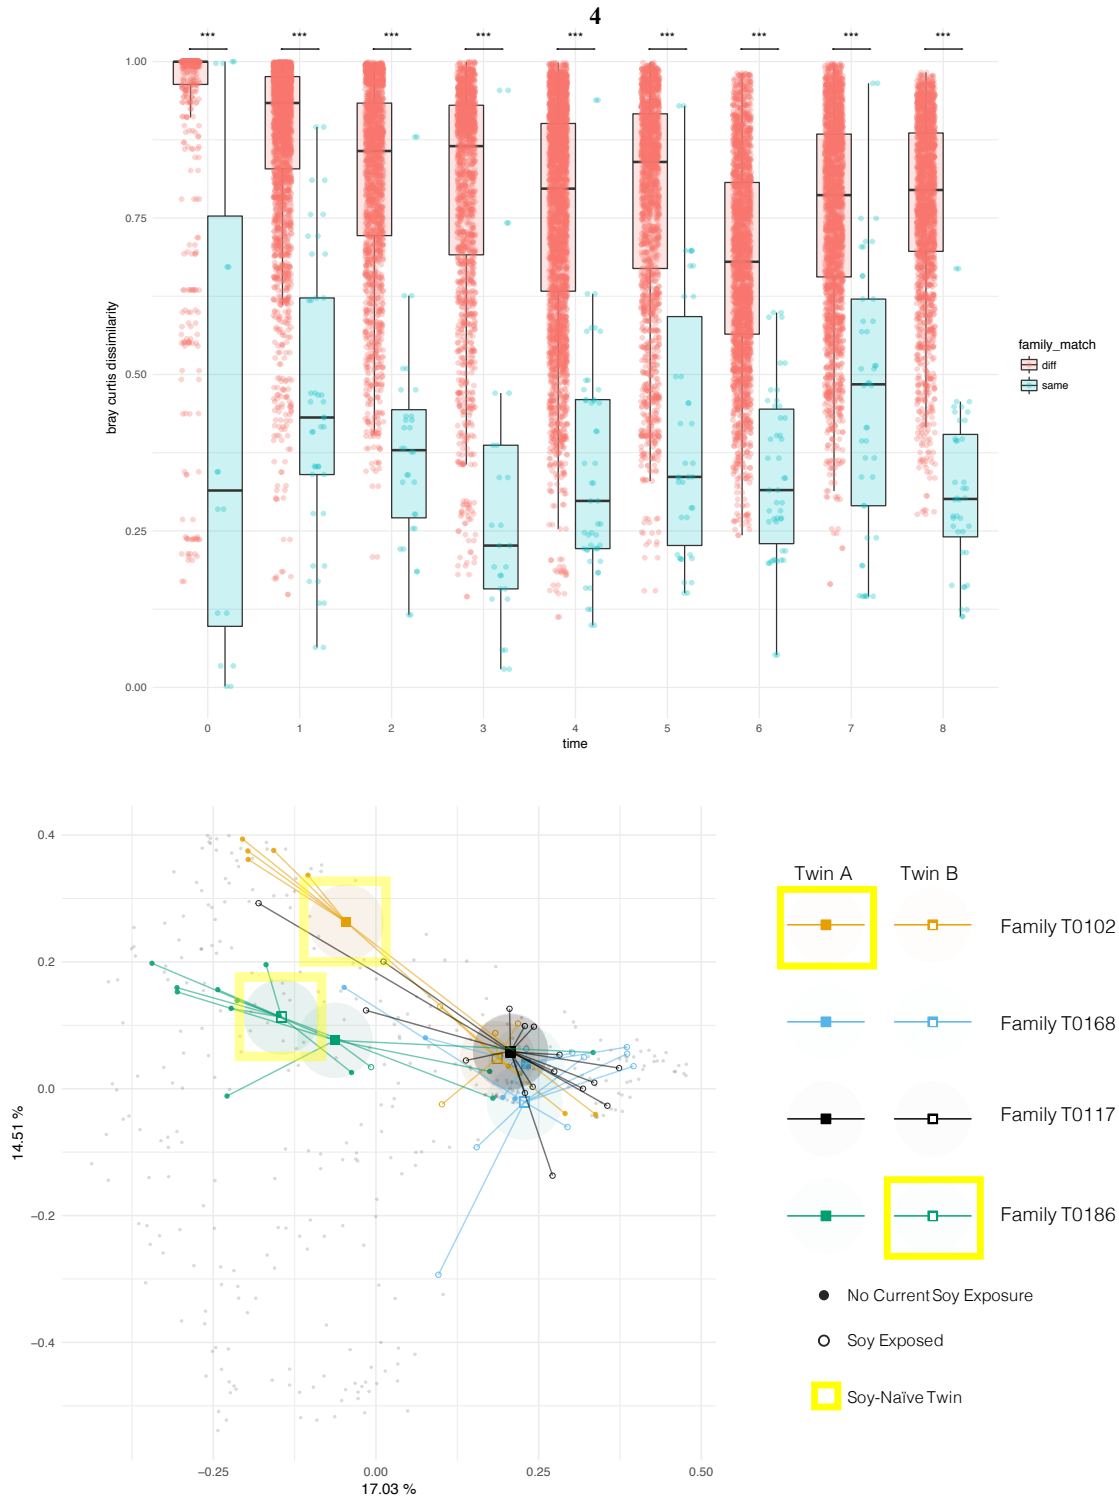 4
*** *** *** *** *** *** *** *** ***
1.00
0.75
0.50
0.25
0.00
bray curtis dissimilarity
0 1 2 3 4 5 6 7 8
time
family_match
diff
same
0.4
0.2
0.0
−0.2
−0.4
14.51 %
−0.25 0.00 0.25 0.50
17.03 %
Twin A Twin B
Family T0102
Family T0168
Family T0117
Family T0186
No Current Soy Exposure
Soy Exposed
Soy-Naïve Twin